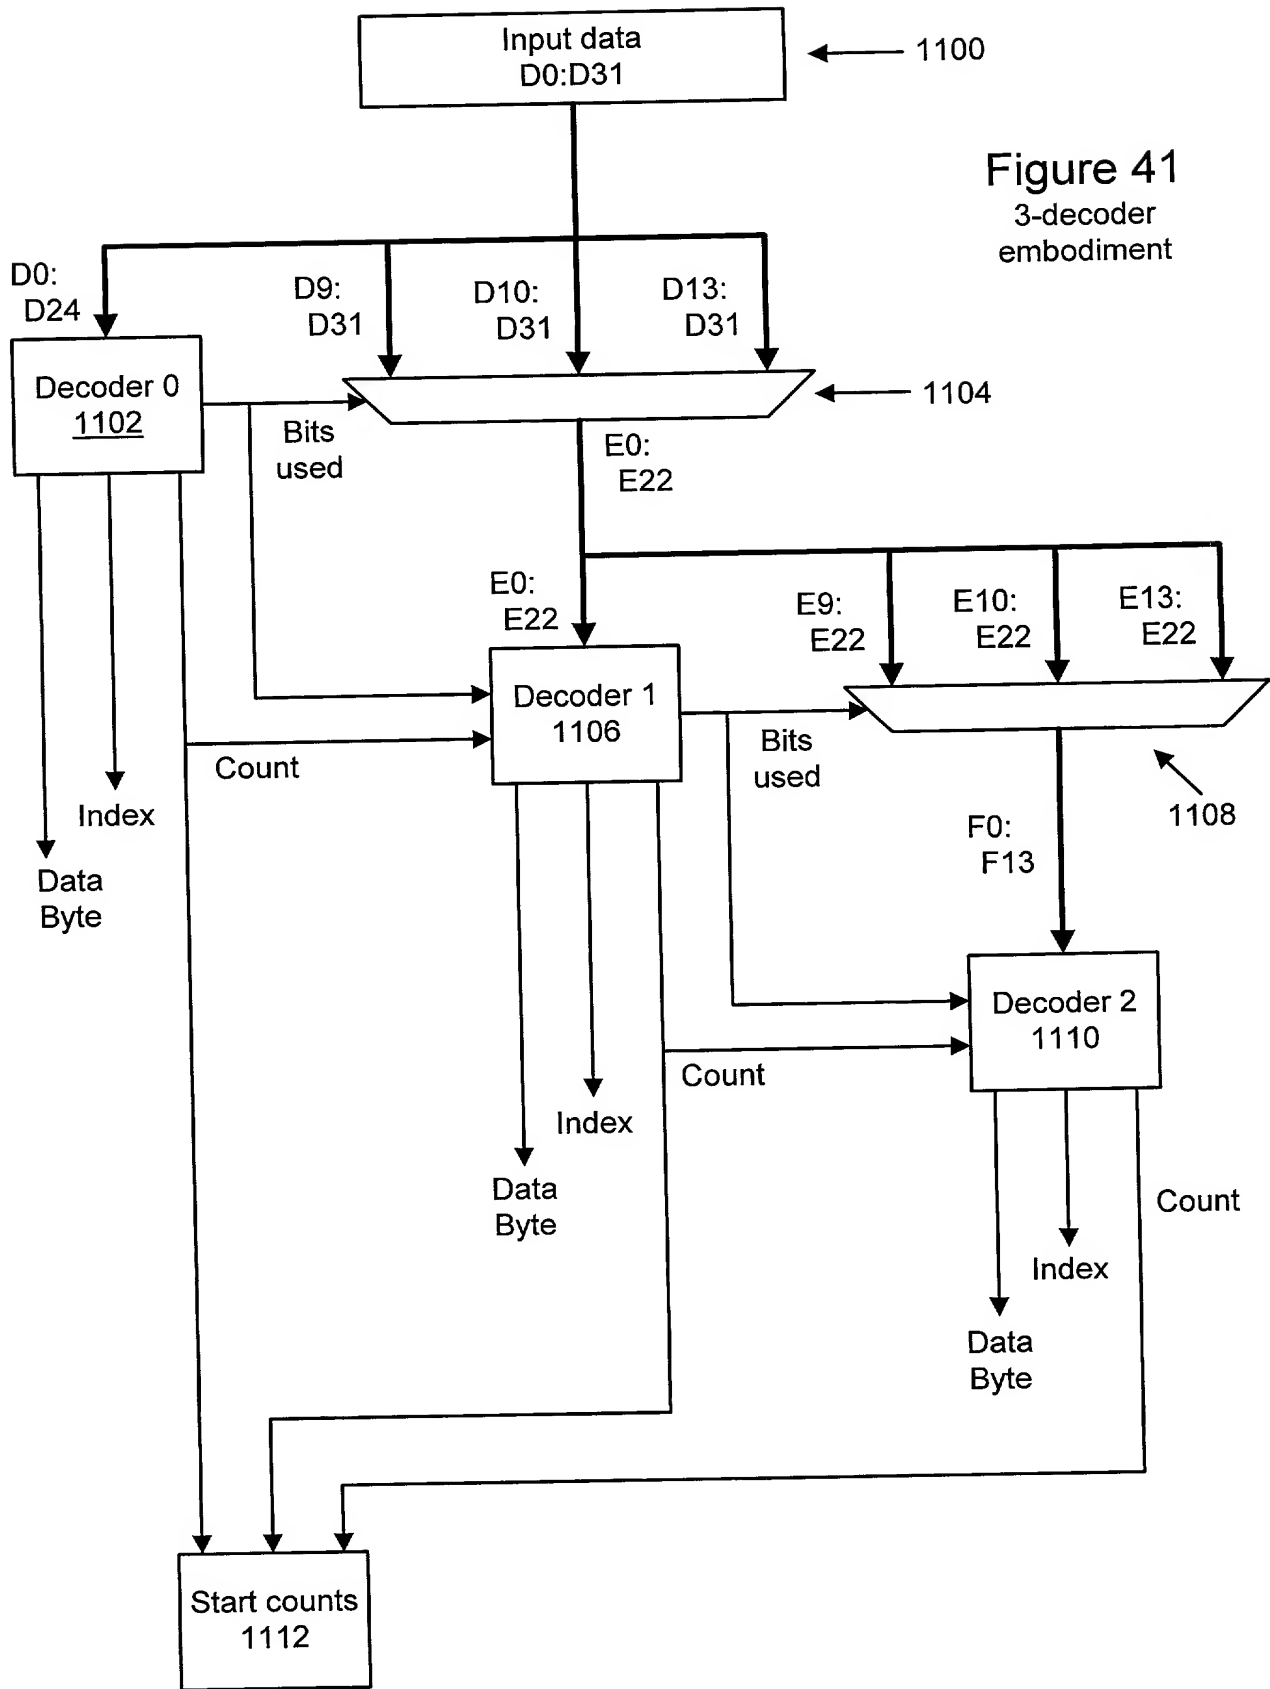 Input data
D0:D31
1100
Figure 41
3-decoder
embodiment
D0:
D24
D9:
D31
D10:
D31
D13:
D31
Decoder 0
1102
Bits
used
1104
E0:
E22
E0:
E22
E9:
E22
E10:
E22
E13:
E22
Decoder 1
1106
Count
Bits
used
1108
Index
Data
Byte
F0:
F13
Decoder 2
1110
Count
Index
Data
Byte
Count
Index
Data
Byte
Start counts
1112